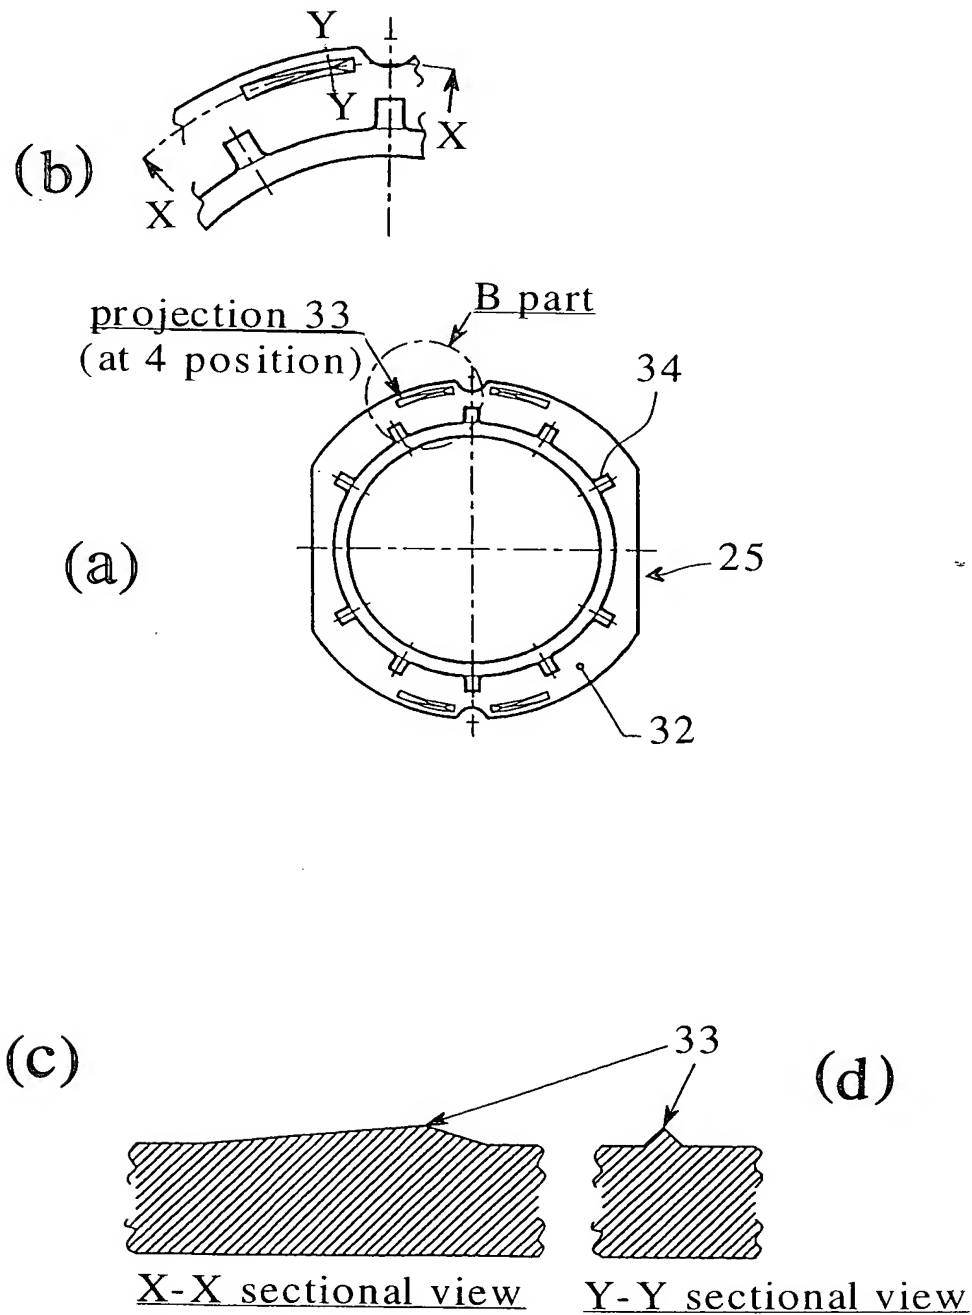 Y
Y
X
X
(b)
B part
projection 33
(at 4 position)
34
(a)
25
32
(c)
33
(d)
X-X sectional view
Y-Y sectional view